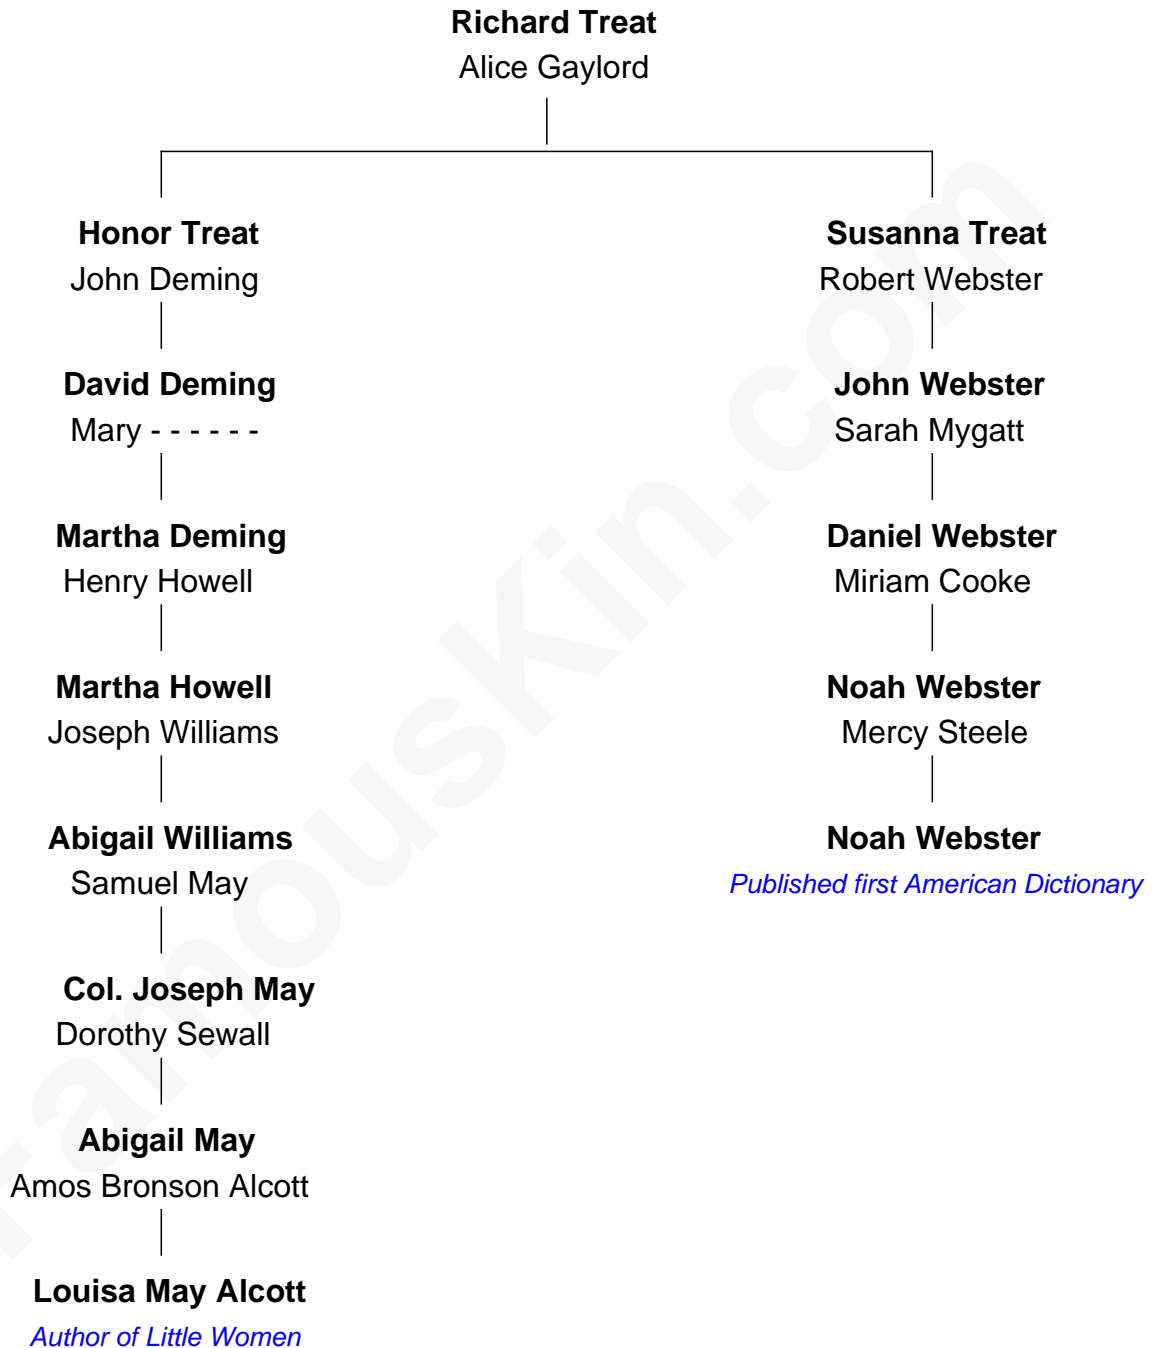 Richard Treat
Alice Gaylord
Honor Treat
John Deming
David Deming
Mary - - - - - -
Martha Deming
Henry Howell
Martha Howell
Joseph Williams
Abigail Williams
Samuel May
Col. Joseph May
Dorothy Sewall
Abigail May
Amos Bronson Alcott
Louisa May Alcott
Author of Little Women
Susanna Treat
Robert Webster
John Webster
Sarah Mygatt
Daniel Webster
Miriam Cooke
Noah Webster
Mercy Steele
Noah Webster
Published first American Dictionary
FamousKin.com